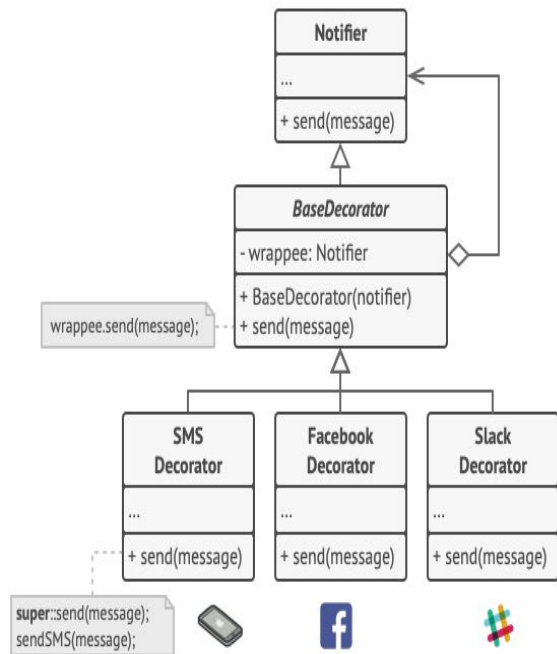 Notifier
...
+ send(message)
BaseDecorator
- wrappee: Notifier
+ BaseDecorator(notifier)
+ send(message)
wrappee.send(message);
SMS
Decorator
...
+ send(message)
Facebook
Decorator
...
+ send(message)
Slack
Decorator
...
+ send(message)
super::send(message);
sendSMS(message);